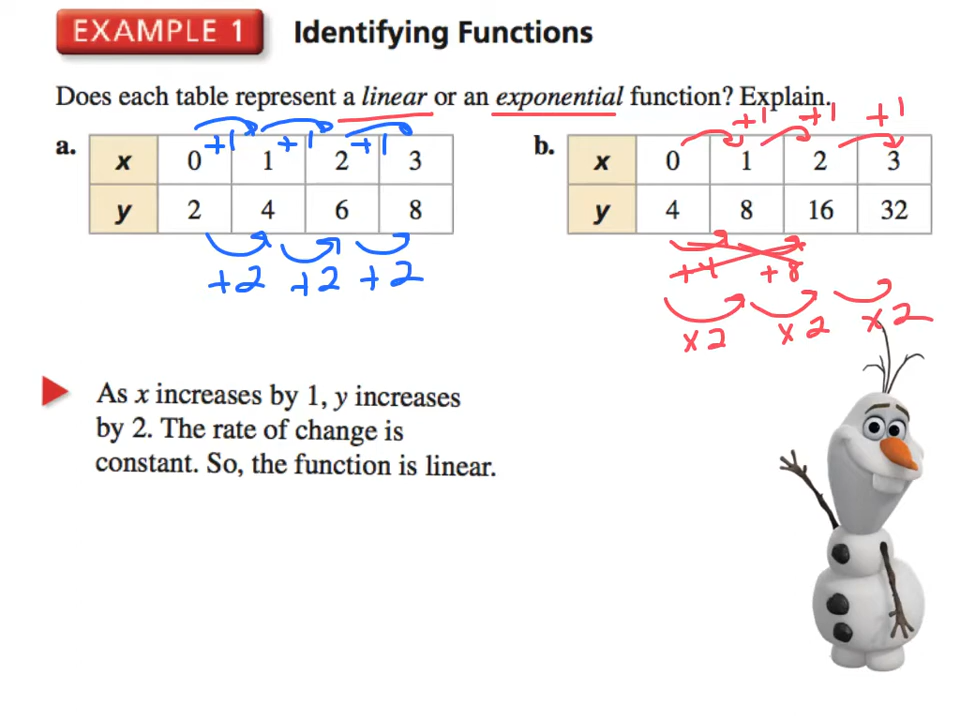 EXAMPLE 1 Identifying Functions
Does each table represent a linear or an exponential function? Explain.
+1 +1 +1
a. x 0 1 2 3
y 2 4 6 8
+2 +2 +2
+1 +1 +1
b. x 0 1 2 3
y 4 8 16 32
+4 +8
x2 x2 x2
As x increases by 1, y increases
by 2. The rate of change is
constant. So, the function is linear.